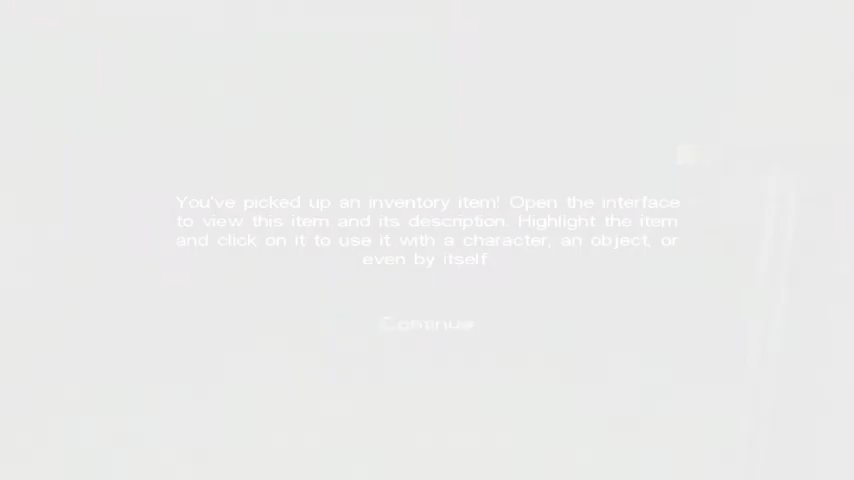 You've picked up an inventory item! Open the interface
to view this item and its description. Highlight the item
and click on it to use it with a character, an object, or
even by itself
Continue